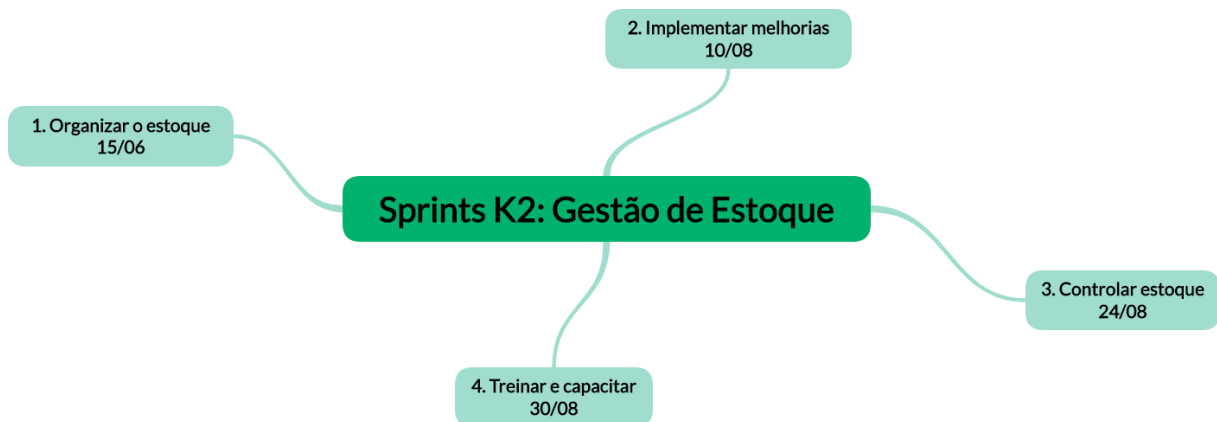 2. Implementar melhorias
10/08
1. Organizar o estoque
15/06
Sprints K2: Gestão de Estoque
3. Controlar estoque
24/08
4. Treinar e capacitar
30/08